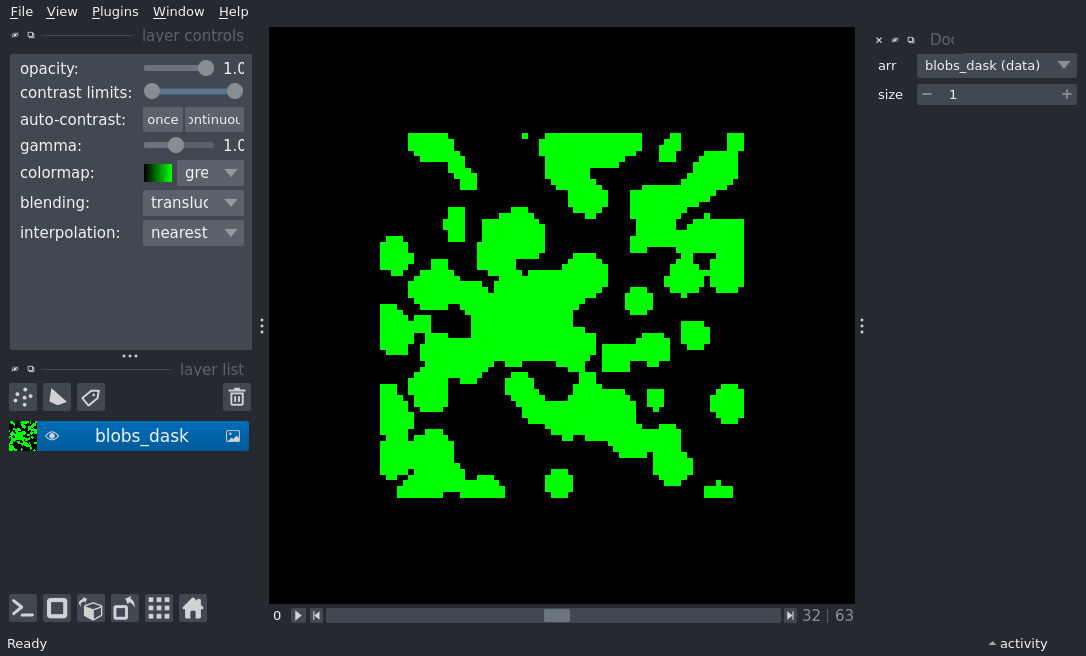 File View Plugins Window Help
layer controls
opacity: 1.0
contrast limits:
auto-contrast: once ontinuou
gamma: 1.0
colormap: gre
blending: transluc
interpolation: nearest
layer list
blobs_dask
0 32 | 63
Ready
Doc
arr blobs_dask (data)
size 1
activity